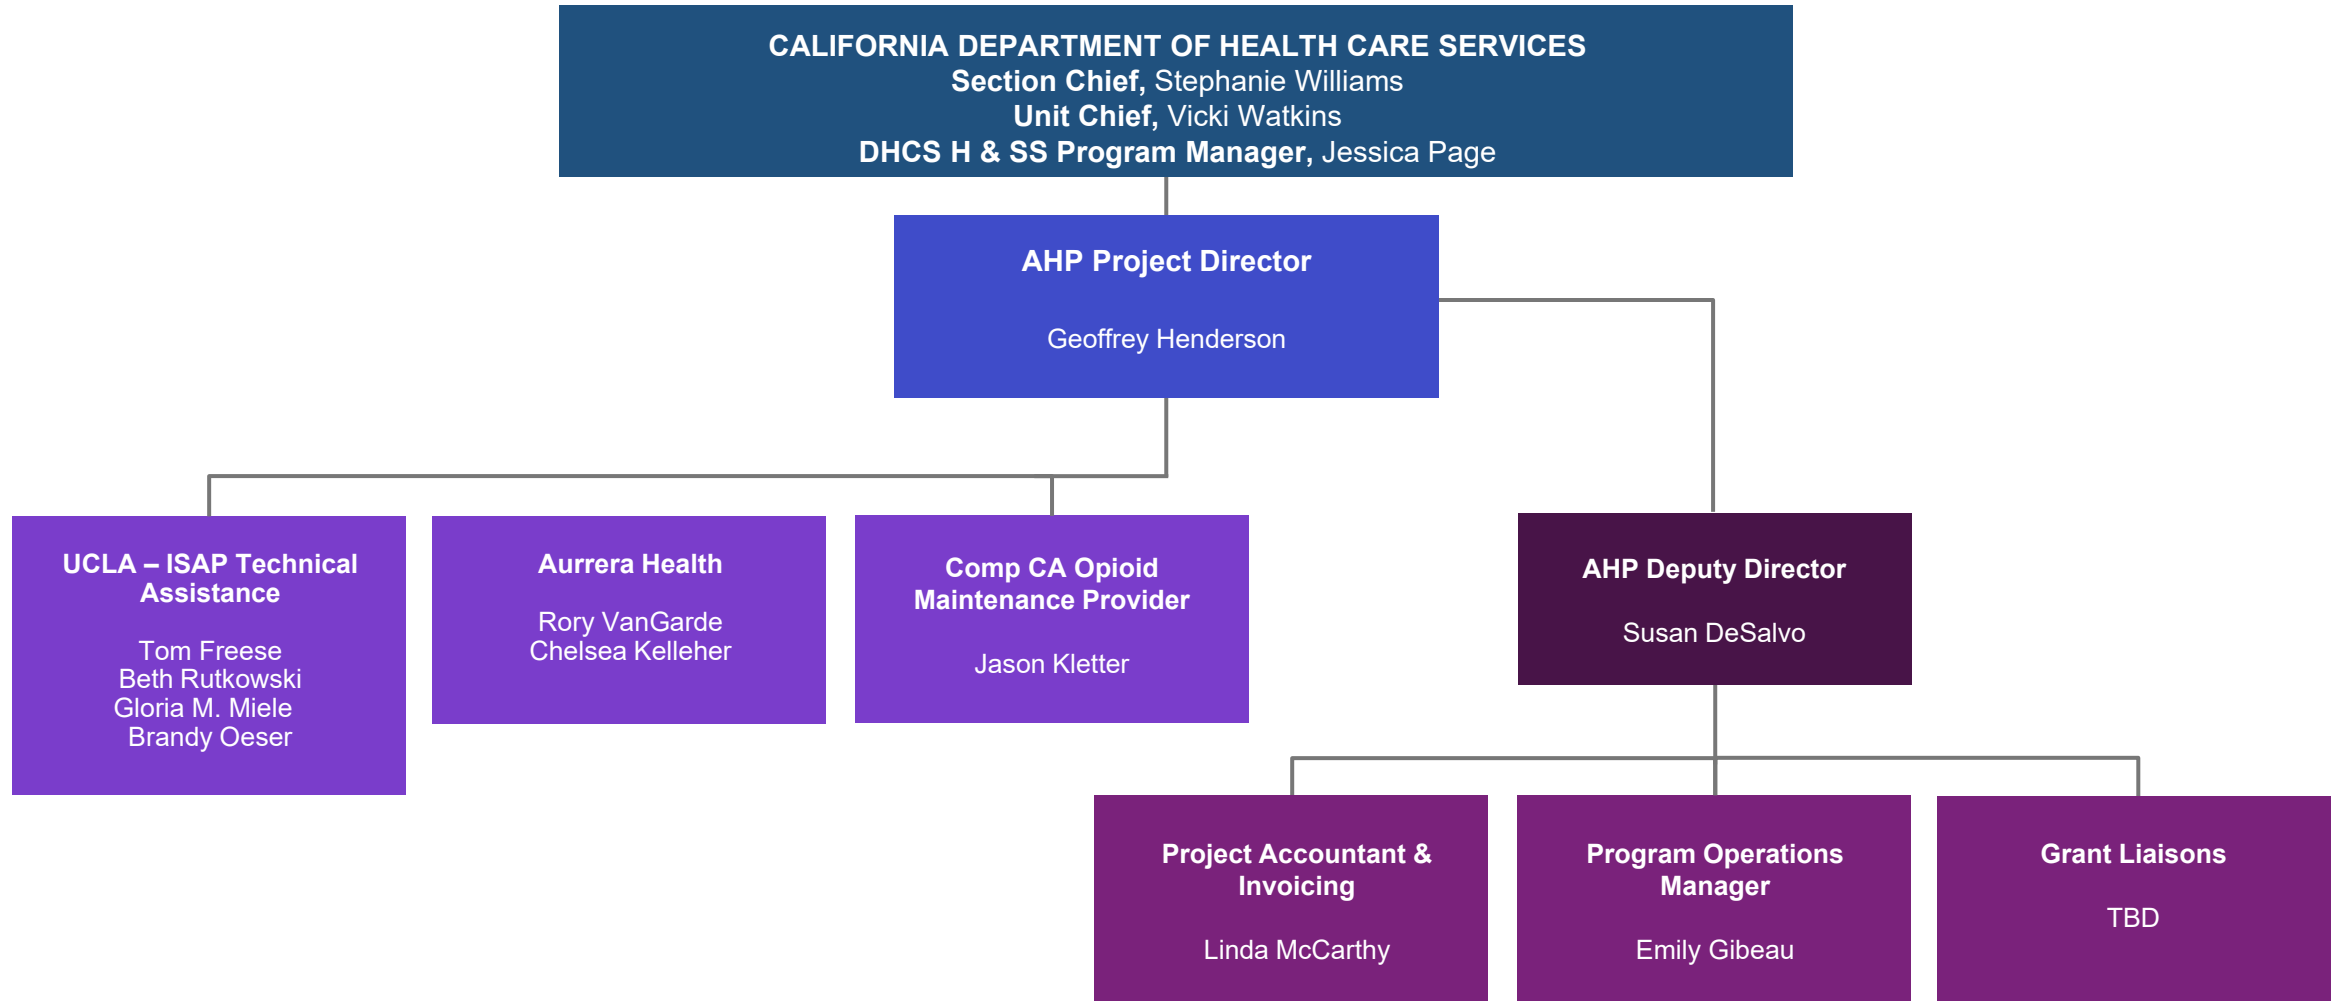 CALIFORNIA DEPARTMENT OF HEALTH CARE SERVICES
Section Chief, Stephanie Williams
Unit Chief, Vicki Watkins
DHCS H & SS Program Manager, Jessica Page
AHP Project Director
Geoffrey Henderson
UCLA – ISAP Technical
Assistance
Tom Freese
Beth Rutkowski
Gloria M. Miele
Brandy Oeser
Aurrera Health
Rory VanGarde
Chelsea Kelleher
Comp CA Opioid
Maintenance Provider
Jason Kletter
AHP Deputy Director
Susan DeSalvo
Project Accountant &
Invoicing
Linda McCarthy
Program Operations
Manager
Emily Gibeau
Grant Liaisons
TBD